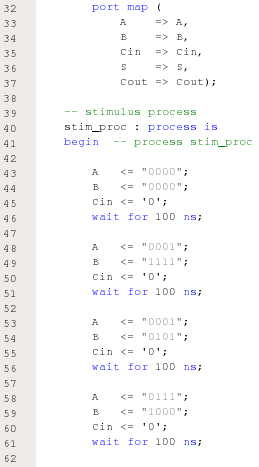 32 port map (
33 A => A,
34 B => B,
35 Cin => Cin,
36 S => S,
37 Cout => Cout);
38
39 -- stimulus process
40 stim_proc : process is
41 begin -- process stim_proc
42
43 A <= "0000";
44 B <= "0000";
45 Cin <= '0';
46 wait for 100 ns;
47
48 A <= "0001";
49 B <= "1111";
50 Cin <= '0';
51 wait for 100 ns;
52
53 A <= "0001";
54 B <= "0101";
55 Cin <= '0';
56 wait for 100 ns;
57
58 A <= "0111";
59 B <= "1000";
60 Cin <= '0';
61 wait for 100 ns;
62